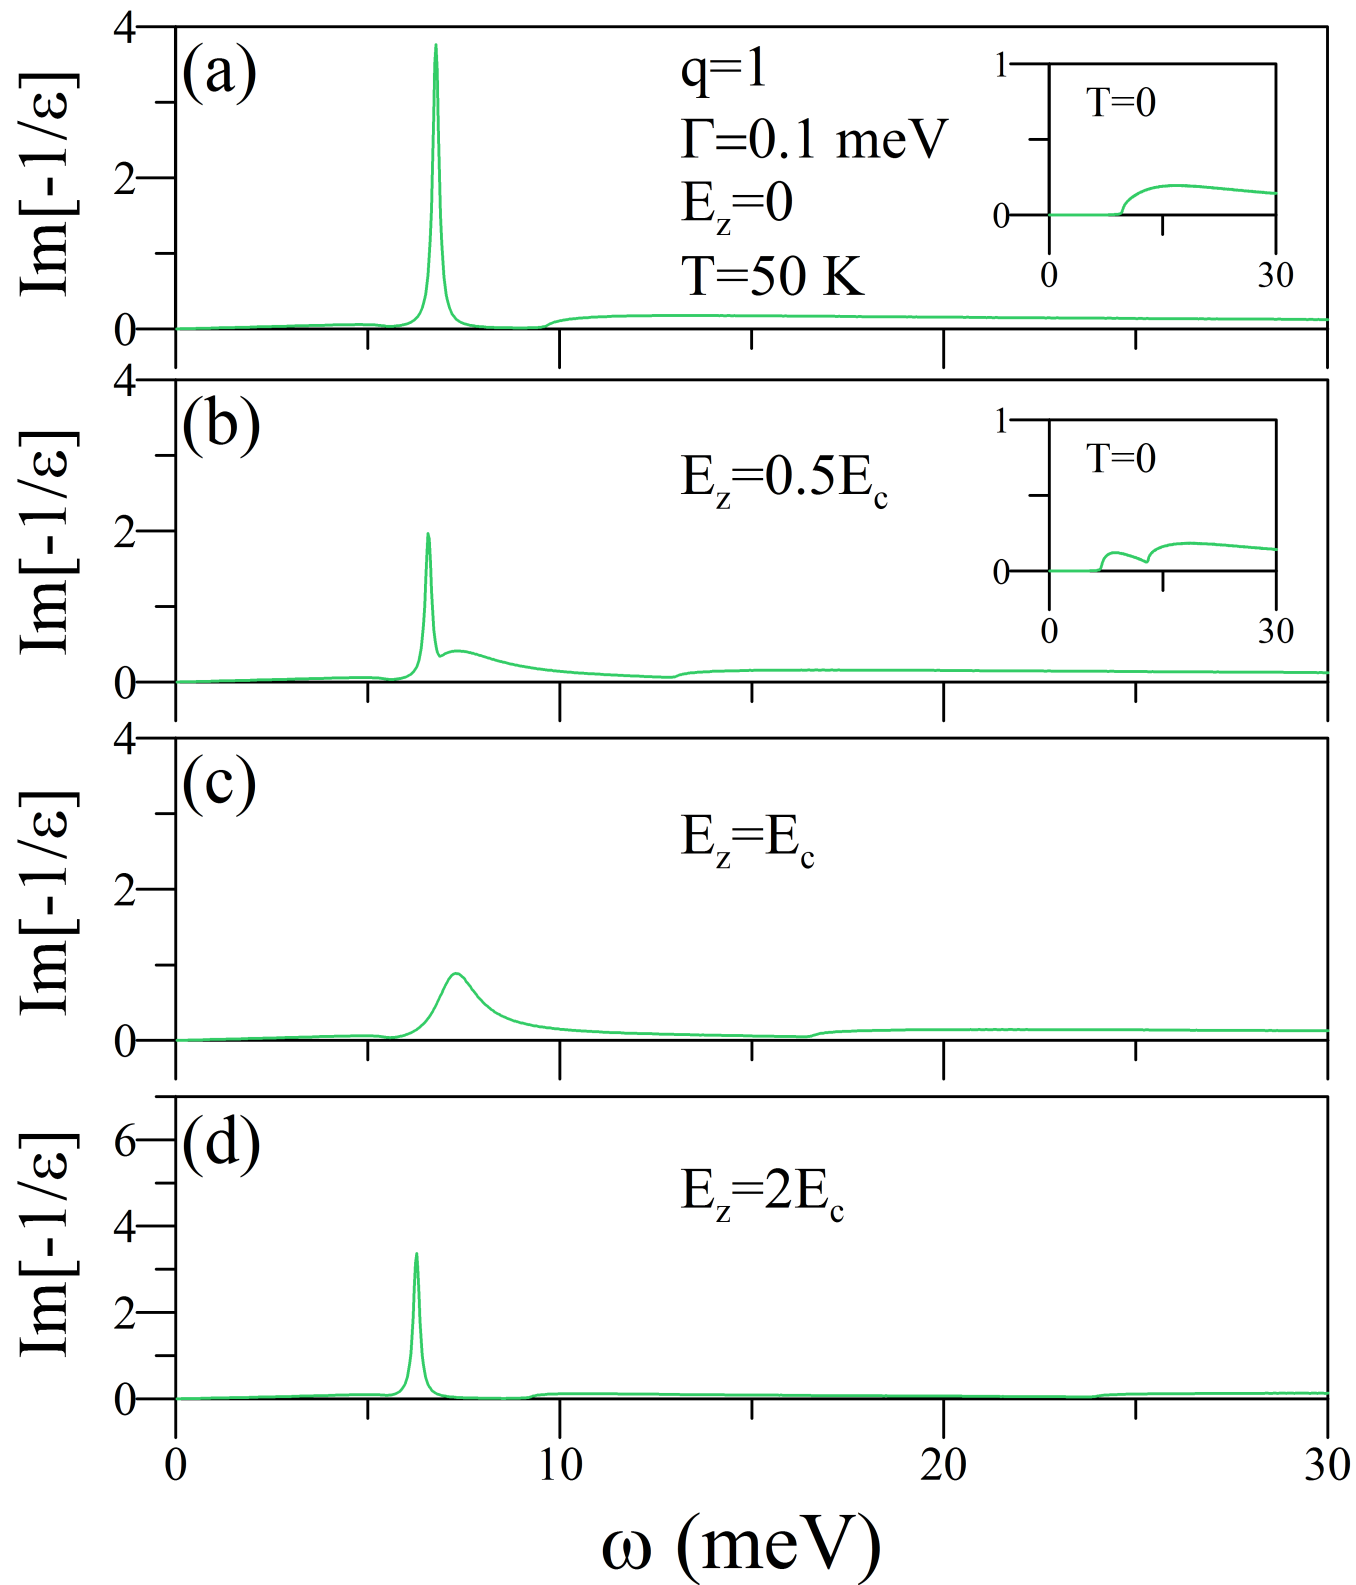 (a)
Im[-1/ε]
4
2
0
q=1
Γ=0.1 meV
E_z=0
T=50 K
T=0
1
0
0 30
(b)
Im[-1/ε]
4
2
0
E_z=0.5E_c
T=0
1
0
0 30
(c)
Im[-1/ε]
4
2
0
E_z=E_c
(d)
Im[-1/ε]
6
4
2
0
E_z=2E_c
0 10 20 30
ω (meV)